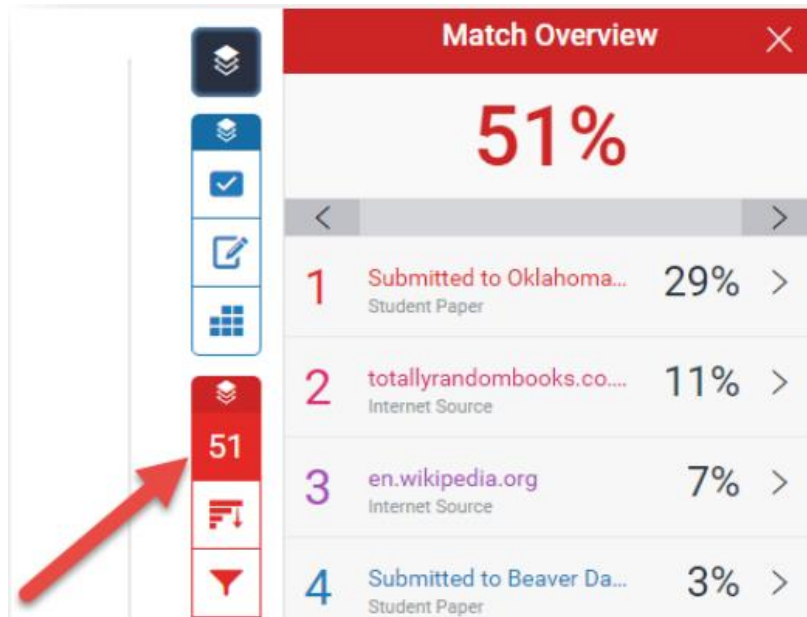 Match Overview
51%
1 Submitted to Oklahoma... 29%
Student Paper
2 totallyrandombooks.co.... 11%
Internet Source
51
3 en.wikipedia.org 7%
Internet Source
4 Submitted to Beaver Da... 3%
Student Paper